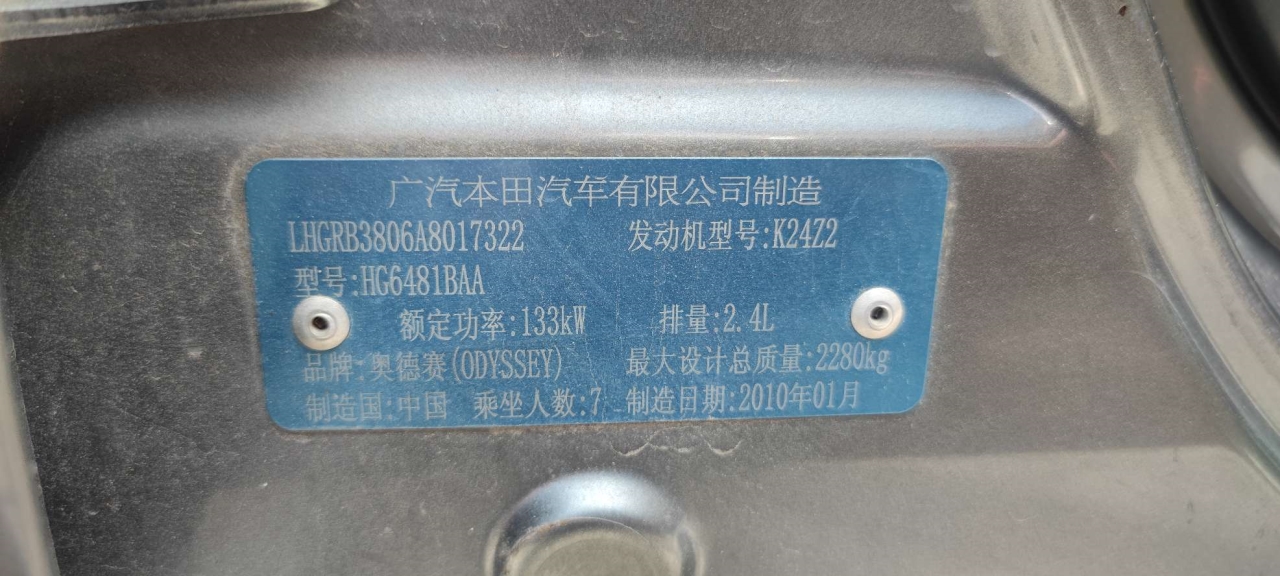 广汽本田汽车有限公司制造
LHGRB3806A8017322 发动机型号:K24Z2
型号:HG6481BAA
额定功率:133kW 排量:2.4L
品牌:奥德赛(ODYSSEY) 最大设计总质量:2280kg
制造国:中国 乘坐人数:7 制造日期:2010年01月